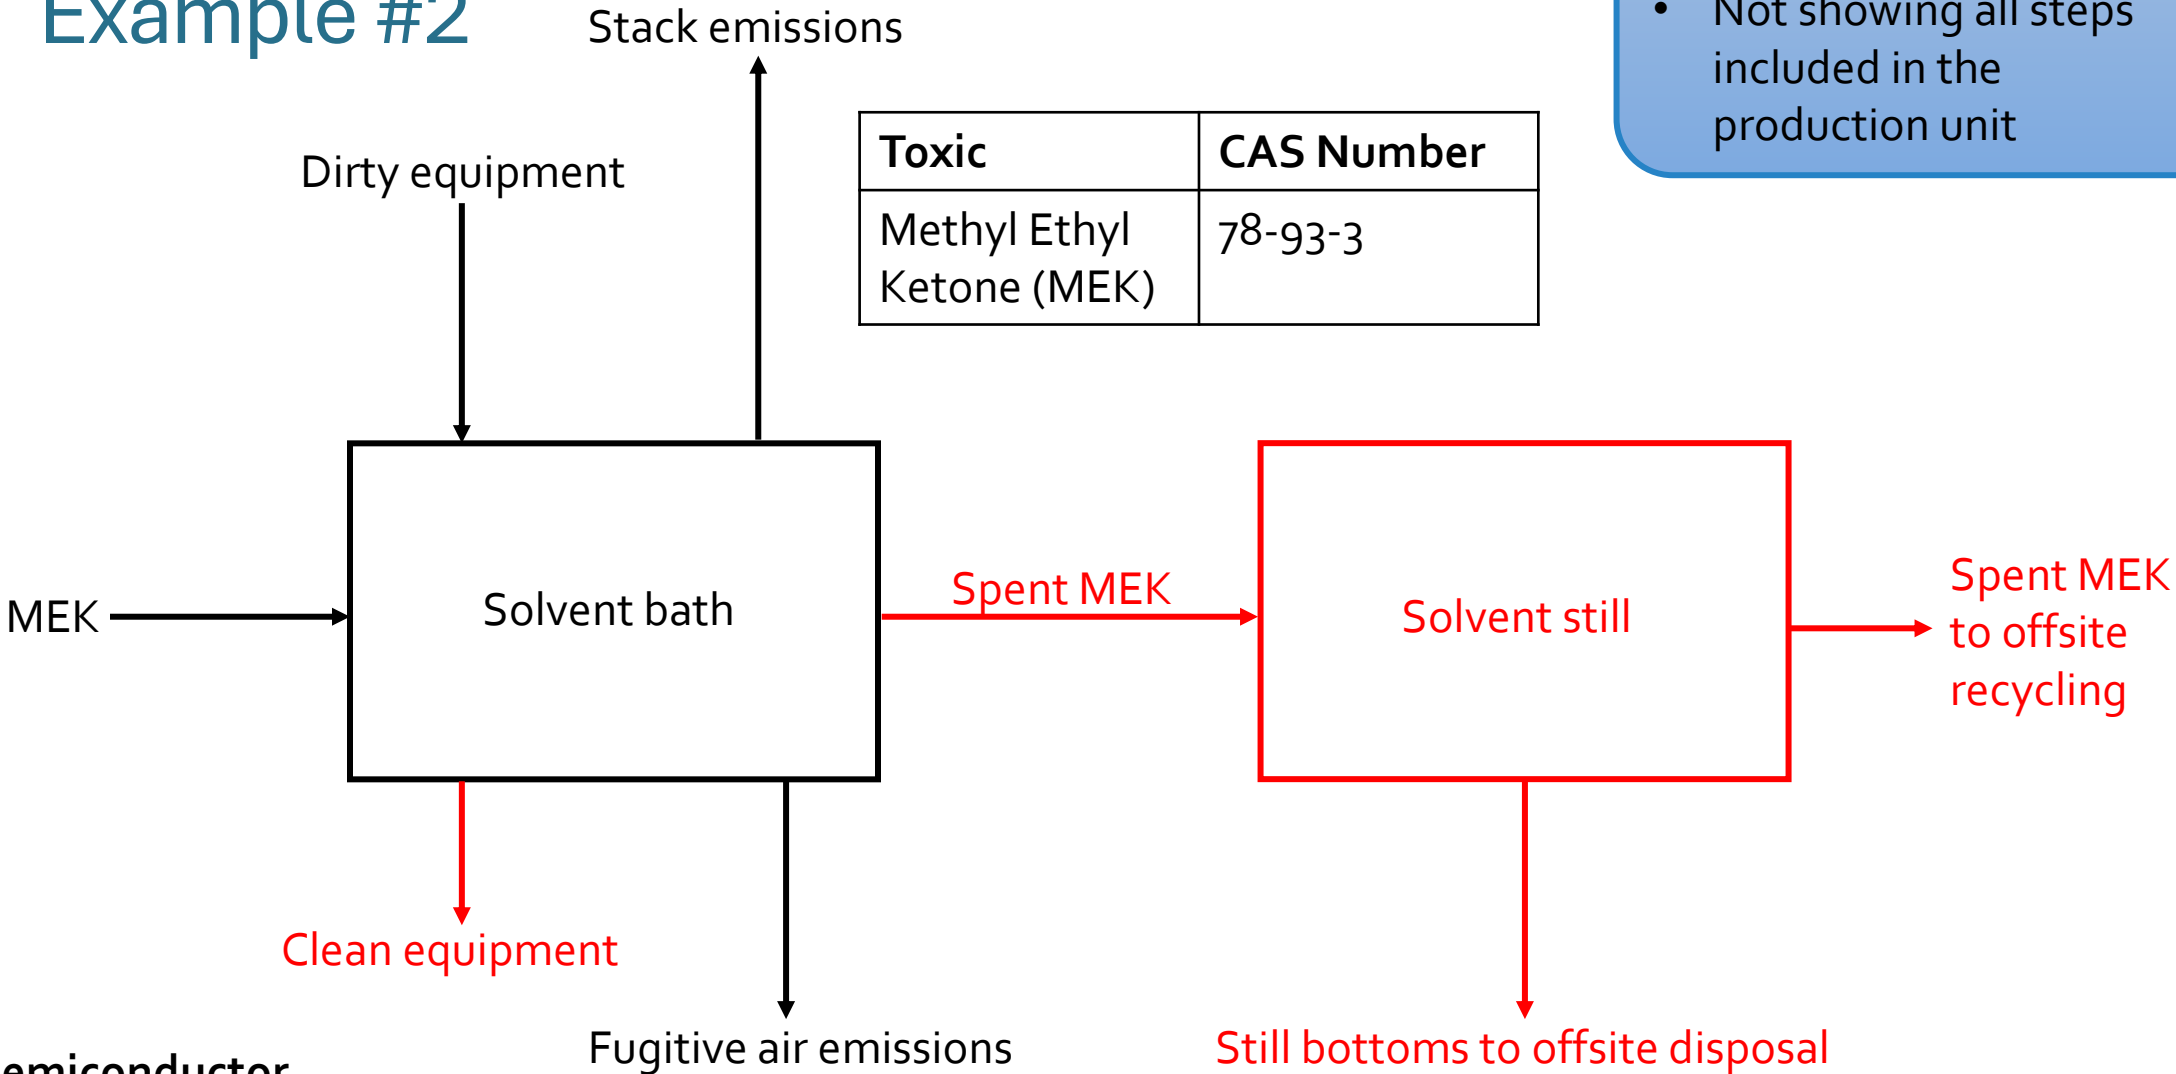 Example #2
Stack emissions
• Not showing all steps
included in the
production unit
Toxic
CAS Number
Methyl Ethyl
Ketone (MEK)
78-93-3
Dirty equipment
MEK
Solvent bath
Spent MEK
Solvent still
Spent MEK
to offsite
recycling
Clean equipment
Fugitive air emissions
Still bottoms to offsite disposal
emiconductor